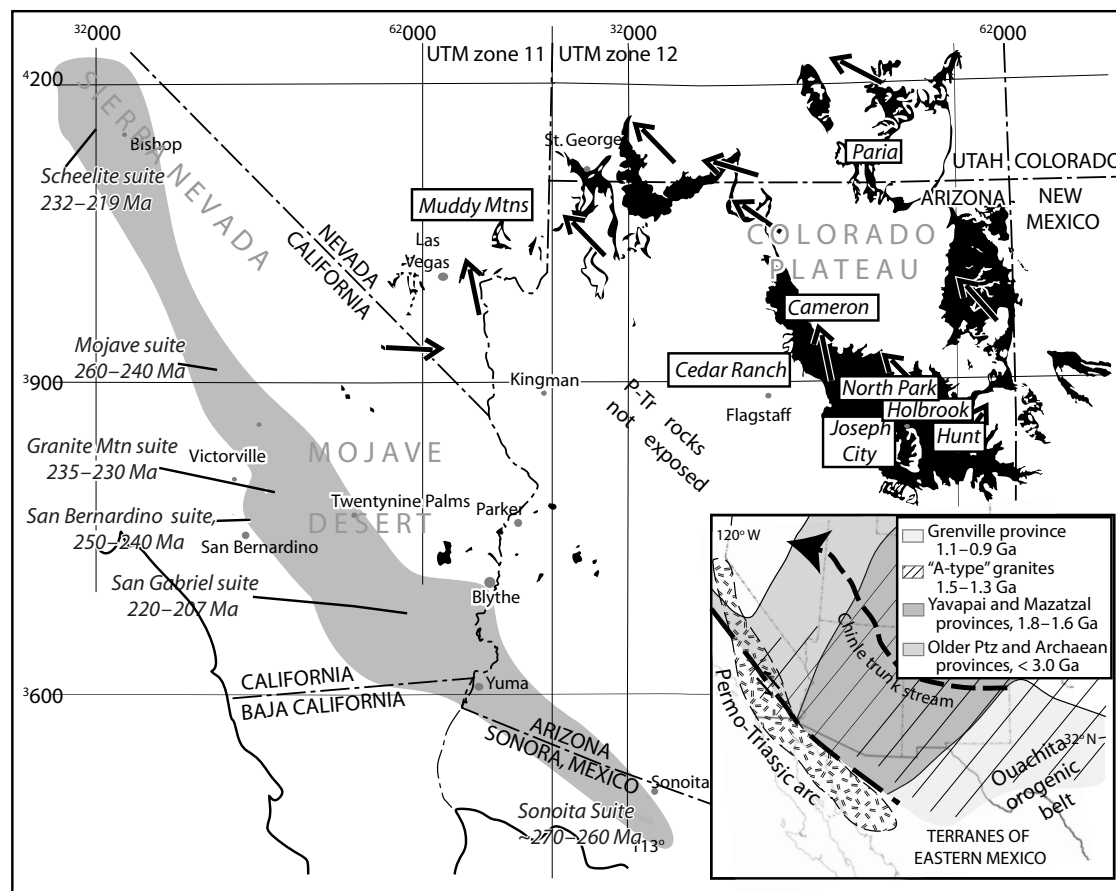 ³²000
⁶²000
UTM zone 11
UTM zone 12
³²000
⁶²000
⁴200
SIERRA NEVADA
Bishop
Scheelite suite
232–219 Ma
NEVADA
CALIFORNIA
Muddy Mtns
Las
Vegas
St. George
Paria
UTAH
COLORADO
ARIZONA
NEW
MEXICO
COLORADO
PLATEAU
Cameron
Mojave suite
260–240 Ma
³900
Kingman
Cedar Ranch
Flagstaff
North Park
Holbrook
Joseph
City
Hunt
P-Tr rocks
not exposed
Granite Mtn suite
235–230 Ma
Victorville
MOJAVE
DESERT
Twentynine Palms
Parker
San Bernardino suite,
250–240 Ma
San Bernardino
San Gabriel suite
220–207 Ma
Blythe
³600
CALIFORNIA
BAJA CALIFORNIA
Yuma
ARIZONA
SONORA, MEXICO
Sonoita
Sonoita Suite
~270–260 Ma
113°
120° W
Grenville province
1.1–0.9 Ga
“A-type” granites
1.5–1.3 Ga
Yavapai and Mazatzal
provinces, 1.8–1.6 Ga
Older Ptz and Archaean
provinces, < 3.0 Ga
Chinle trunk stream
Permo-Triassic arc
32° N
Ouachita
orogenic
belt
TERRANES OF
EASTERN MEXICO